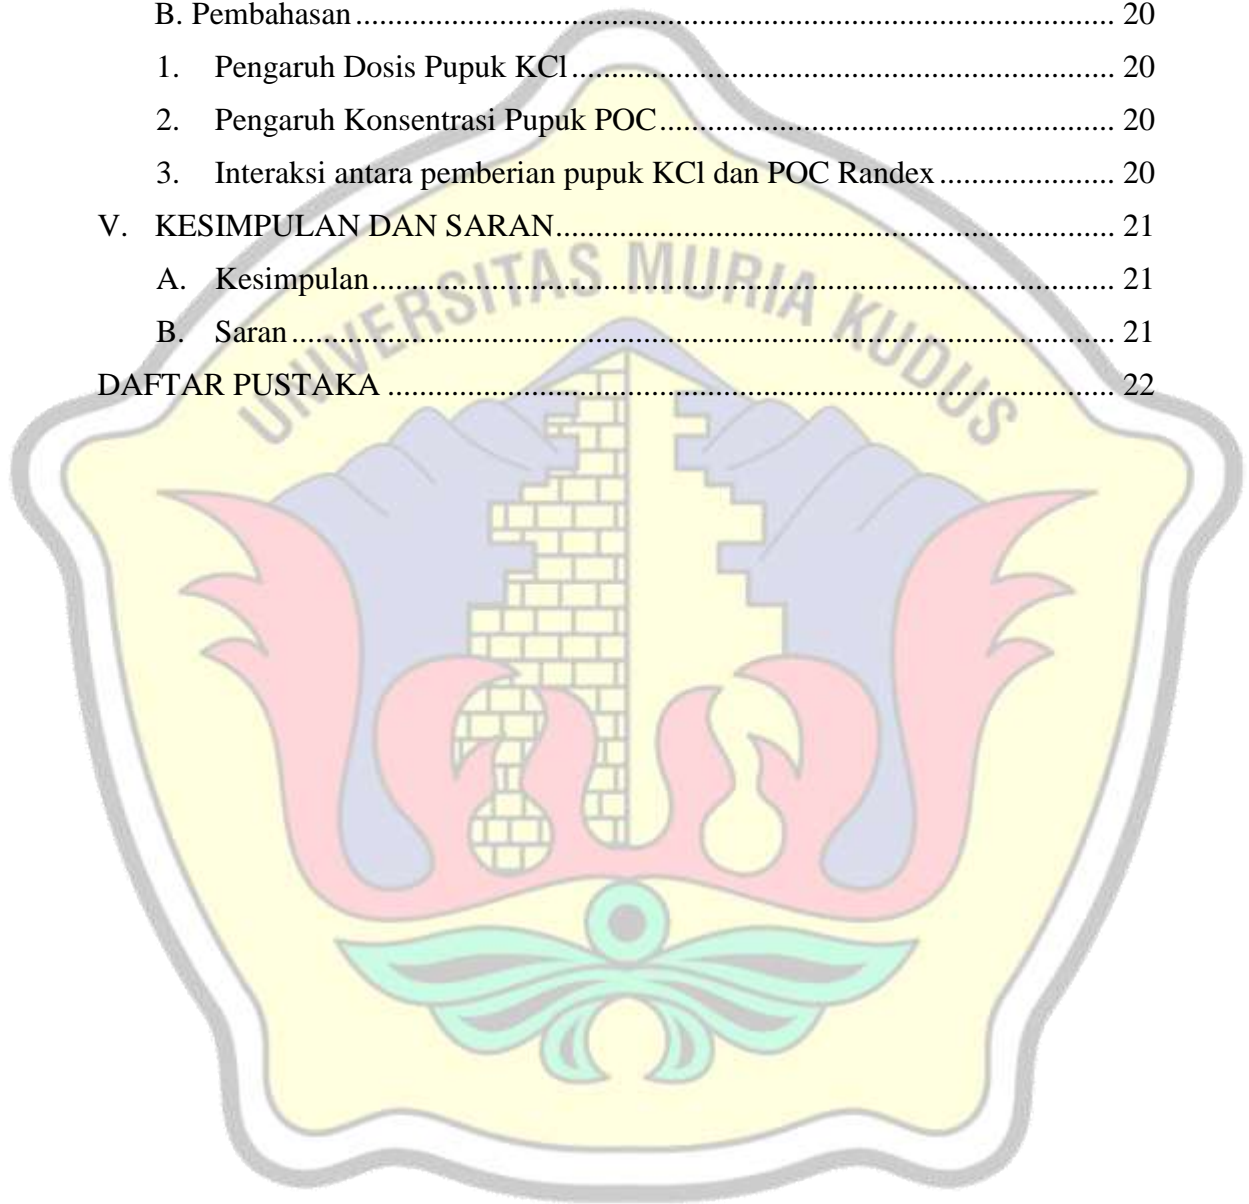 B. Pembahasan ........ 20
1. Pengaruh Dosis Pupuk KCl ........ 20
2. Pengaruh Konsentrasi Pupuk POC ........ 20
3. Interaksi antara pemberian pupuk KCl dan POC Randex ........ 20
V. KESIMPULAN DAN SARAN ........ 21
A. Kesimpulan ........ 21
B. Saran ........ 21
DAFTAR PUSTAKA ........ 22
UNIVERSITAS MURIA KUDUS